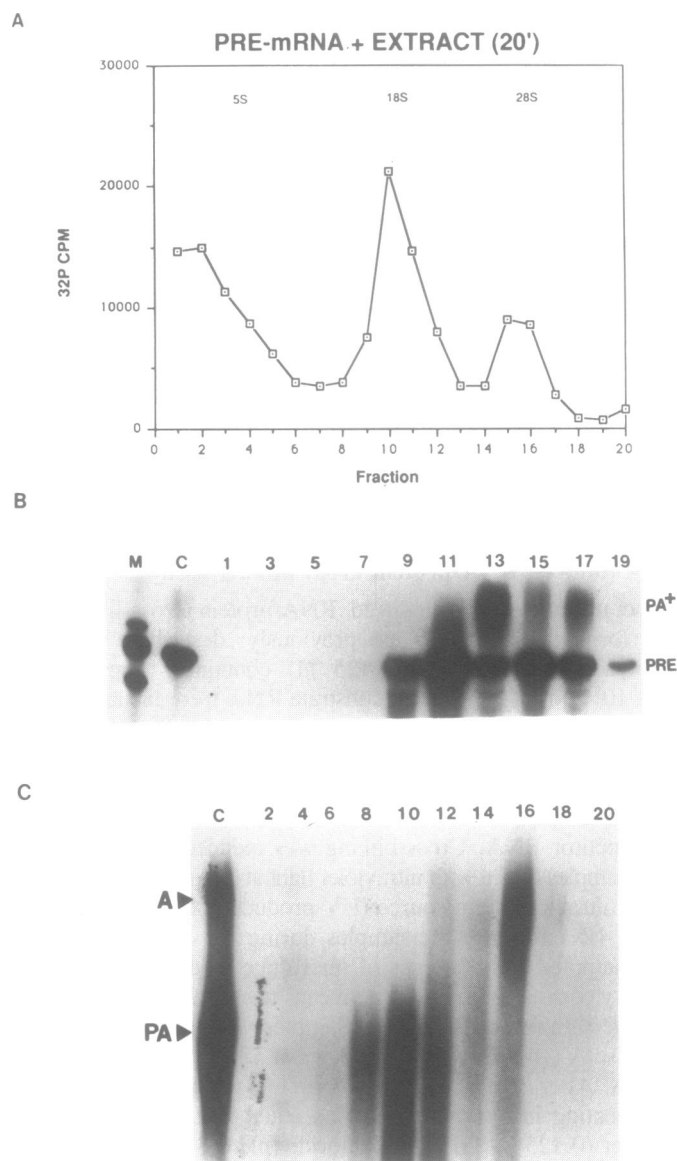 A
PRE-mRNA + EXTRACT (20')
30000
20000
10000
0
32P CPM
5S 18S 28S
0 2 4 6 8 10 12 14 16 18 20
Fraction
B
M C 1 3 5 7 9 11 13 15 17 19
PA+
PRE
C
C 2 4 6 8 10 12 14 16 18 20
A
PA